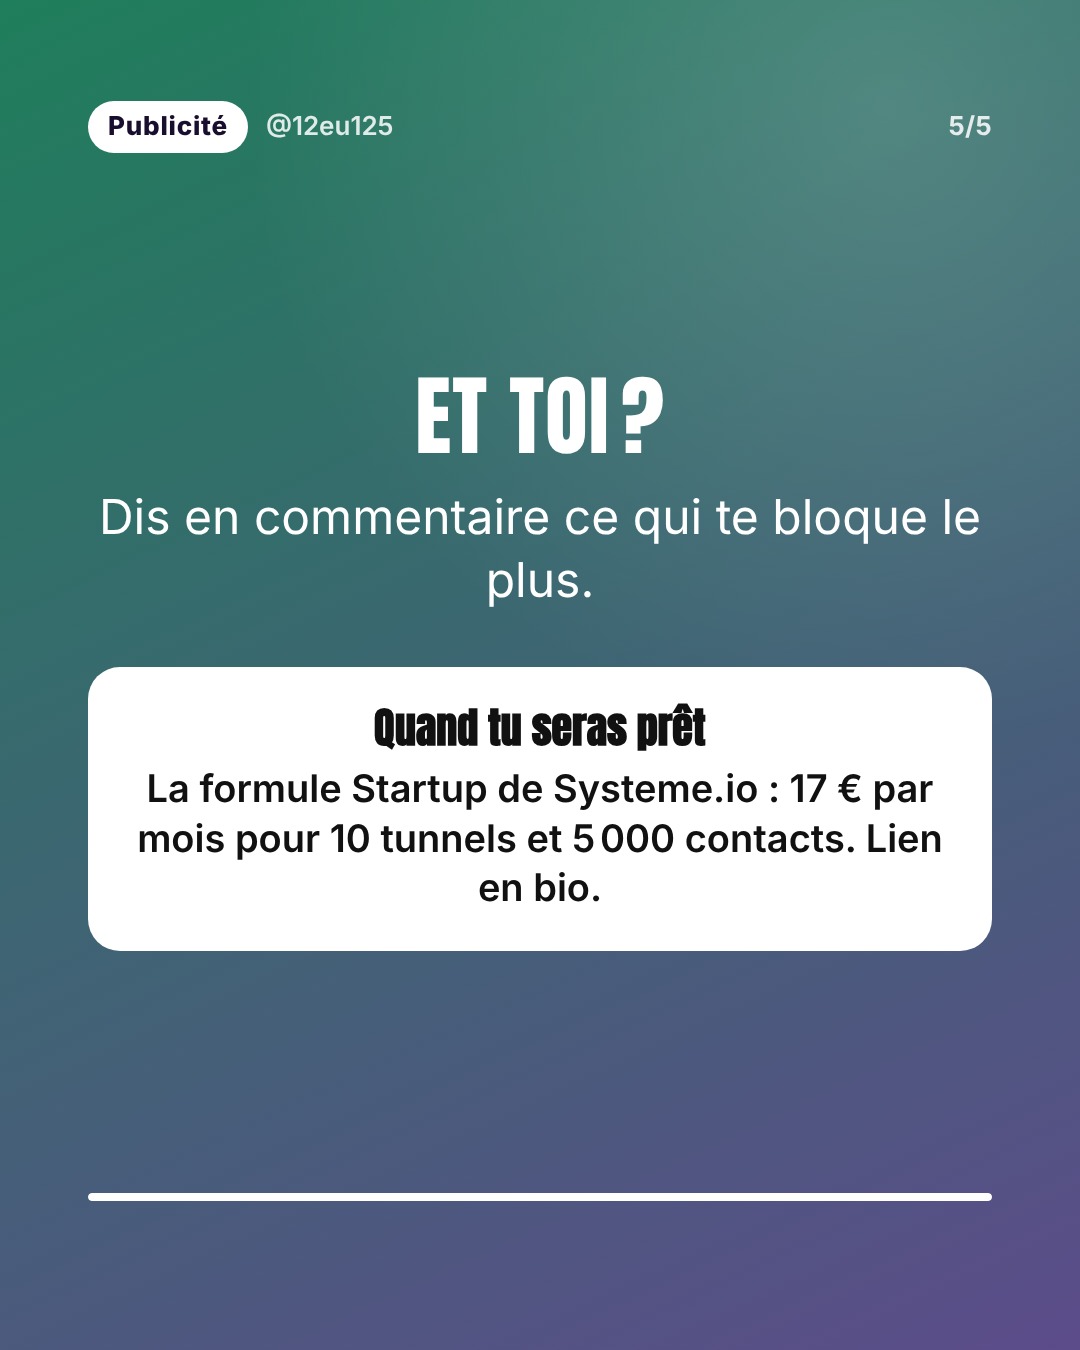 Publicité @12eu125 5/5
ET TOI ?
Dis en commentaire ce qui te bloque le
plus.
Quand tu seras prêt
La formule Startup de Systeme.io : 17 € par
mois pour 10 tunnels et 5 000 contacts. Lien
en bio.